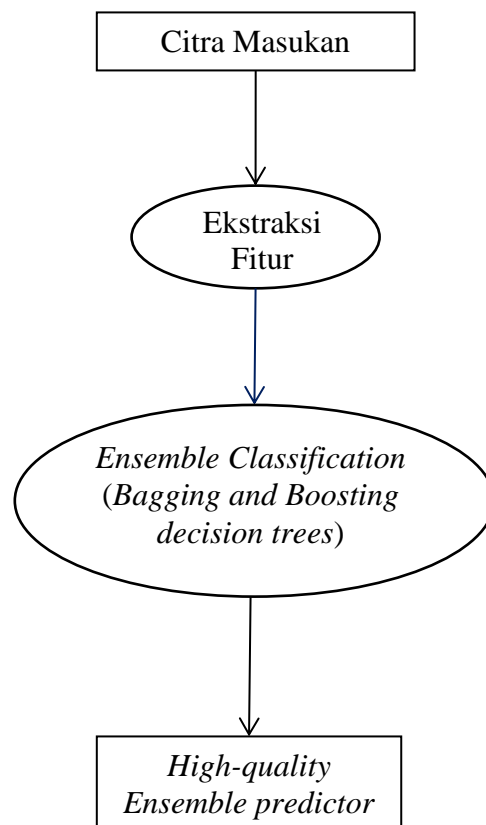 Citra Masukan
Ekstraksi
Fitur
Ensemble Classification
(Bagging and Boosting
decision trees)
High-quality
Ensemble predictor